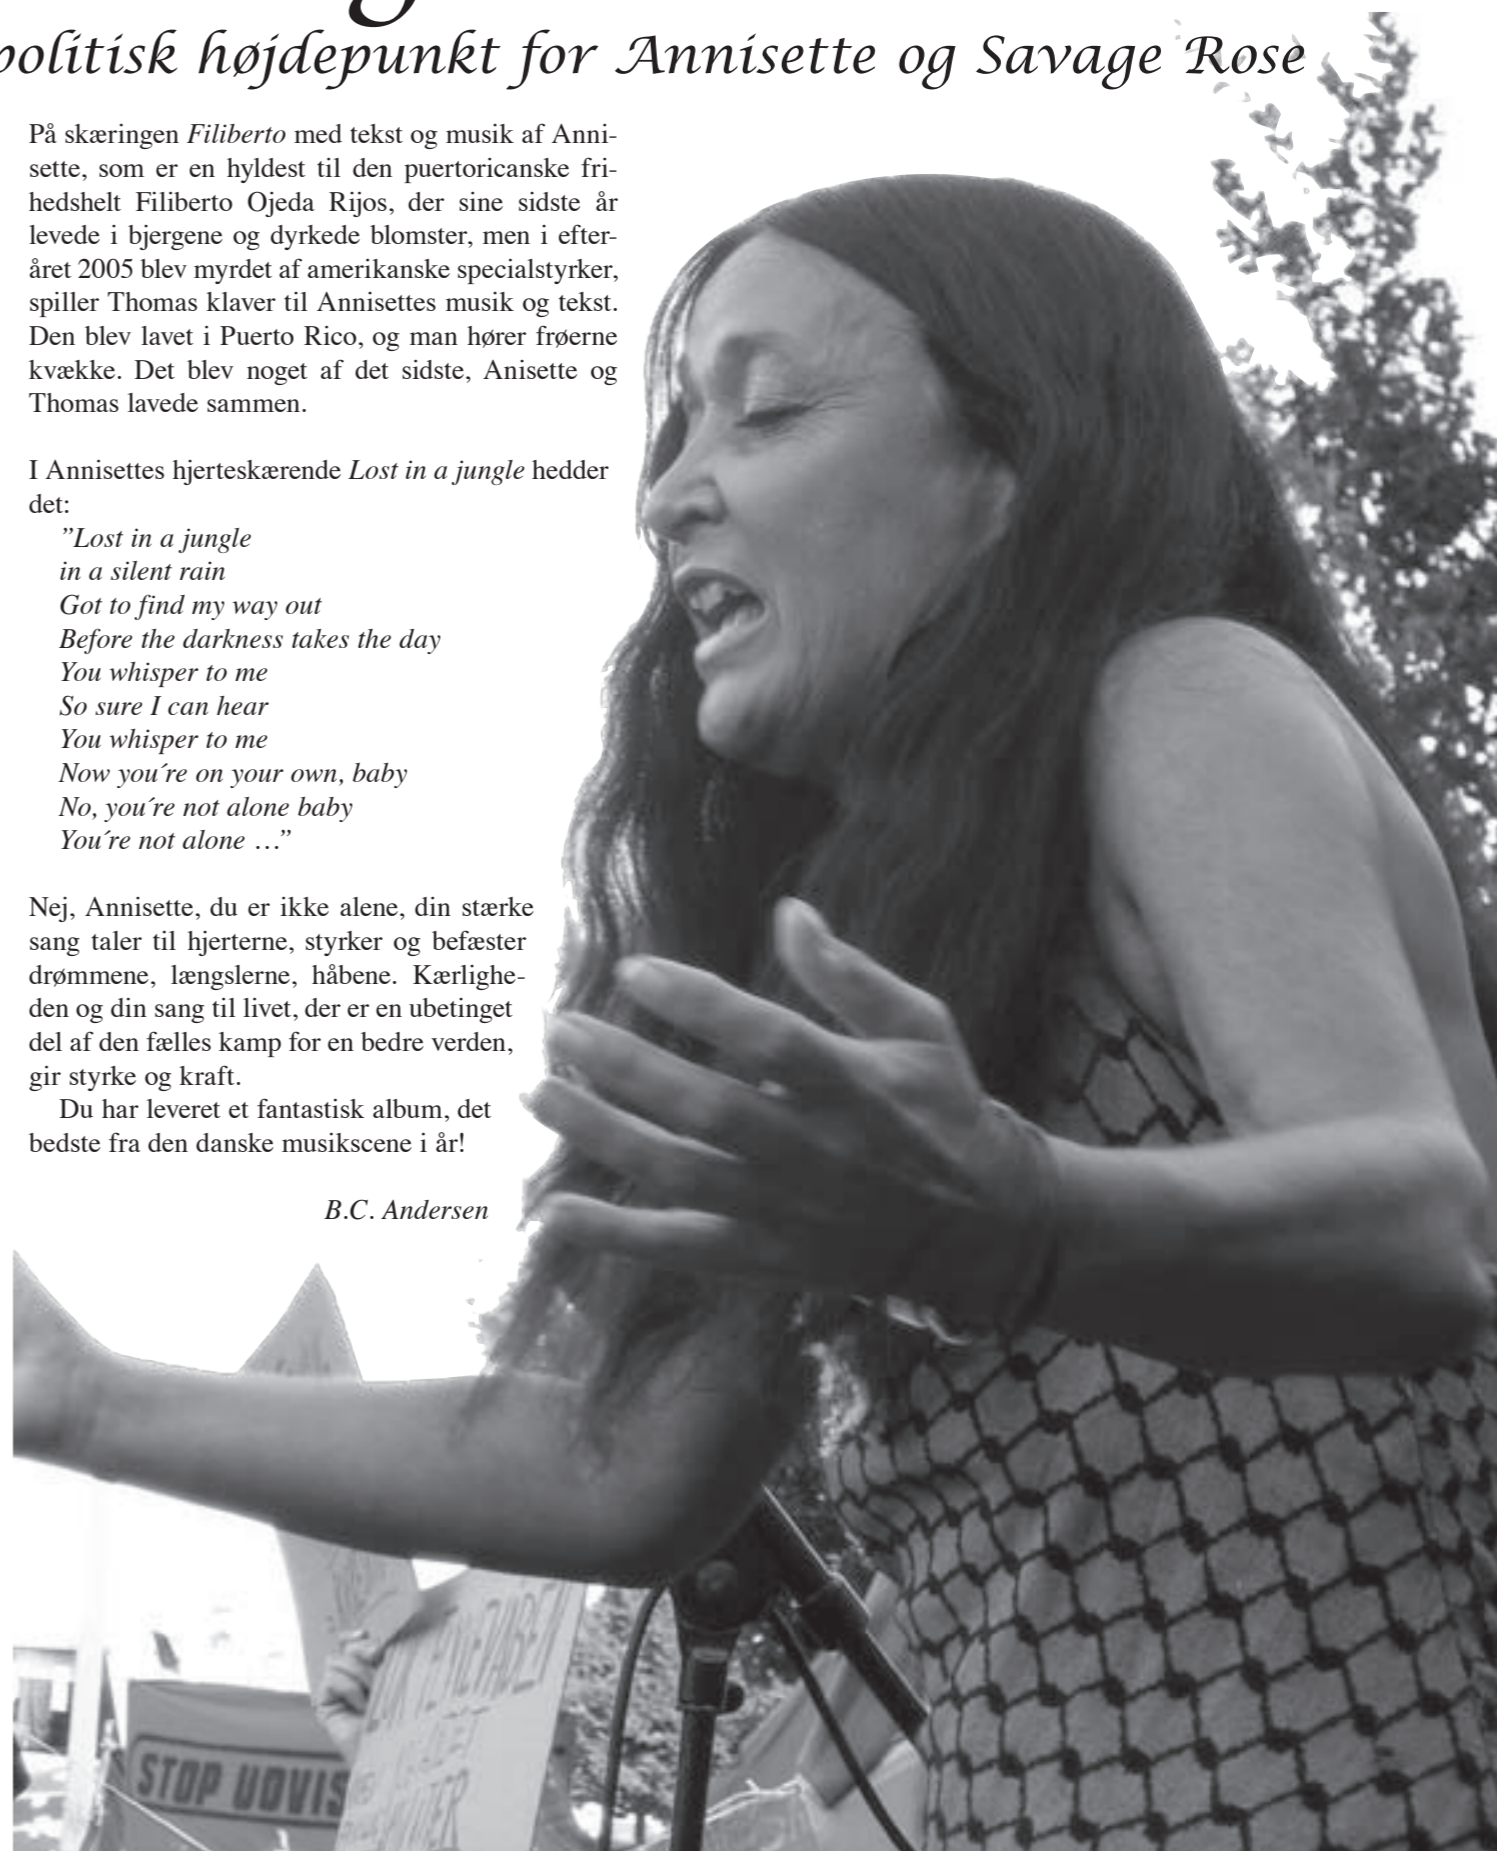 politisk højdepunkt for Annisette og Savage Rose
På skæringen Filiberto med tekst og musik af Anni-
sette, som er en hyldest til den puertoricanske fri-
hedshelt Filiberto Ojeda Rijos, der sine sidste år
levede i bjergene og dyrkede blomster, men i efter-
året 2005 blev myrdet af amerikanske specialstyrker,
spiller Thomas klaver til Annisettes musik og tekst.
Den blev lavet i Puerto Rico, og man hører frøerne
kvække. Det blev noget af det sidste, Anisette og
Thomas lavede sammen.
I Annisettes hjerteskærende Lost in a jungle hedder
det:
”Lost in a jungle
in a silent rain
Got to find my way out
Before the darkness takes the day
You whisper to me
So sure I can hear
You whisper to me
Now you´re on your own, baby
No, you´re not alone baby
You´re not alone …”
Nej, Annisette, du er ikke alene, din stærke
sang taler til hjerterne, styrker og befæster
drømmene, længslerne, håbene. Kærlighe-
den og din sang til livet, der er en ubetinget
del af den fælles kamp for en bedre verden,
gir styrke og kraft.
Du har leveret et fantastisk album, det
bedste fra den danske musikscene i år!
B.C. Andersen
STOP UDVIS